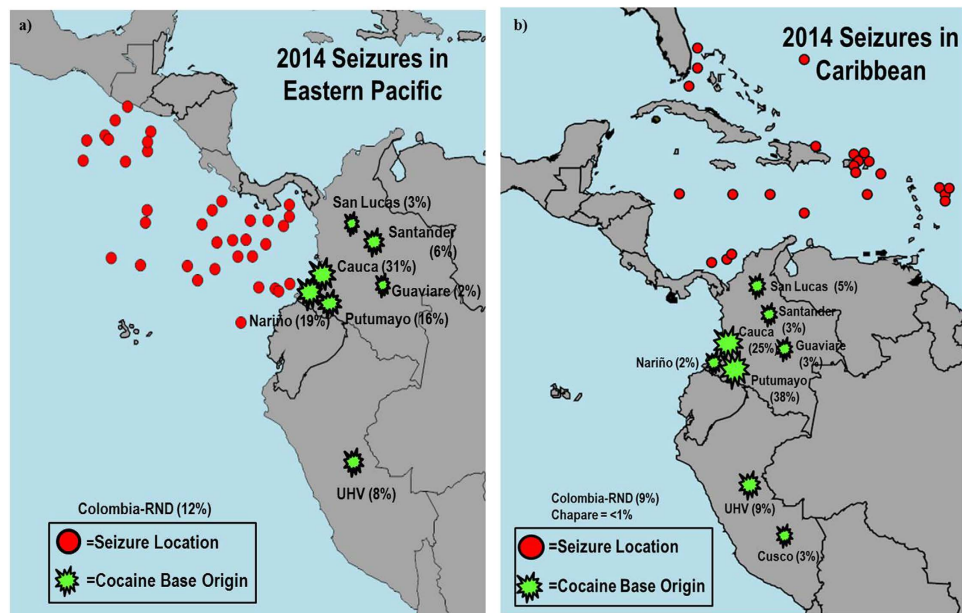 a)
2014 Seizures in
Eastern Pacific
San Lucas (3%)
Santander
(6%)
Cauca (31%)
Guaviare (2%)
Nariño (19%)
Putumayo (16%)
UHV (8%)
Colombia-RND (12%)
=Seizure Location
=Cocaine Base Origin
b)
2014 Seizures in
Caribbean
San Lucas (5%)
Santander
(3%)
Cauca
(25%)
Guaviare
(3%)
Nariño (2%)
Putumayo
(38%)
Colombia-RND (9%)
Chapare = <1%
UHV (9%)
Cusco (3%)
=Seizure Location
=Cocaine Base Origin